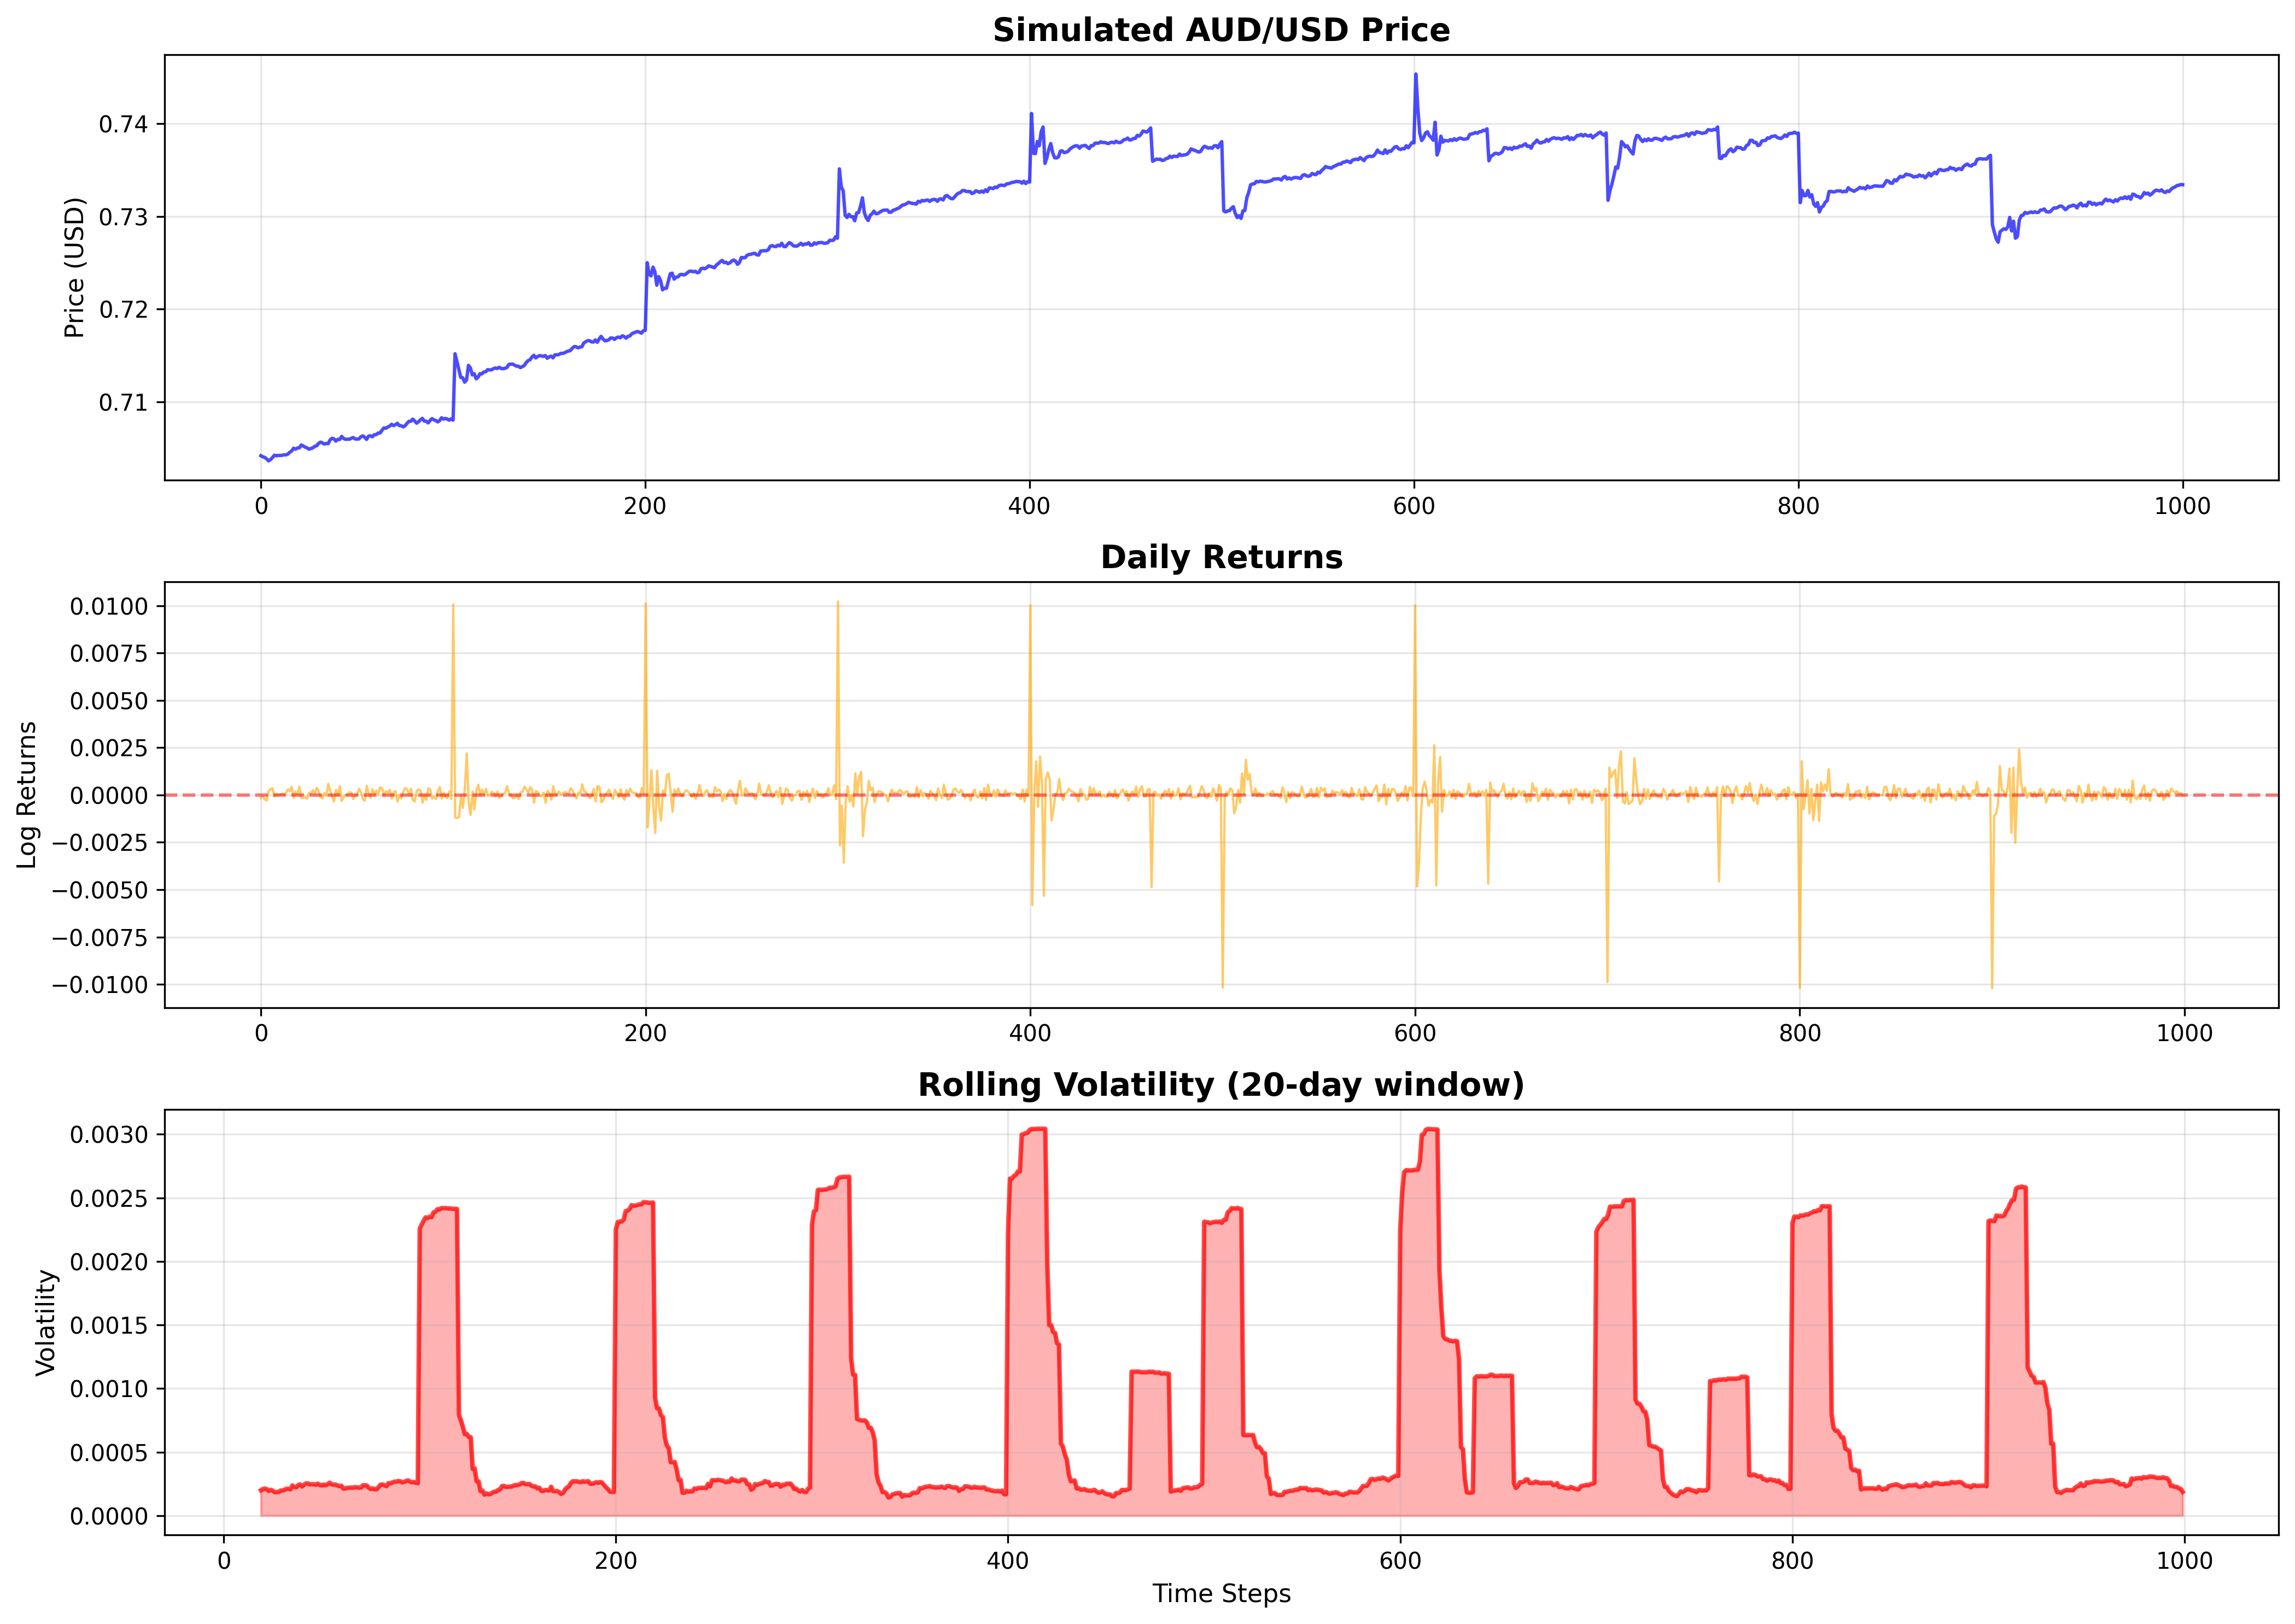 Simulated AUD/USD Price
Price (USD)
0.74
0.73
0.72
0.71
0 200 400 600 800 1000
Daily Returns
Log Returns
0.0100
0.0075
0.0050
0.0025
0.0000
−0.0025
−0.0050
−0.0075
−0.0100
0 200 400 600 800 1000
Rolling Volatility (20-day window)
Volatility
0.0030
0.0025
0.0020
0.0015
0.0010
0.0005
0.0000
0 200 400 600 800 1000
Time Steps